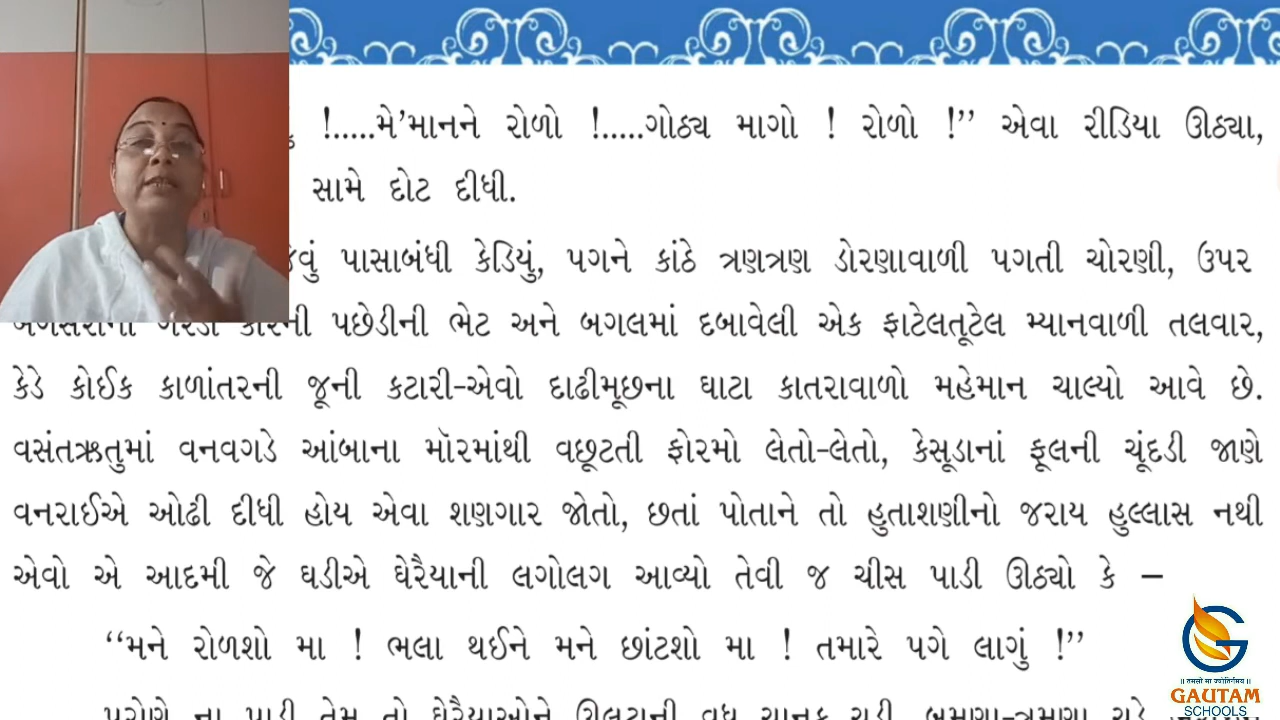 !.....મે’માનને રોળો !.....ગોઠ્ય માગો ! રોળો !’’ એવા રીડિયા ઊઠ્યા,
સામે દોટ દીધી.
પાસાબંધી કેડિયું, પગને કાંઠે ત્રણત્રણ ડોરણાવાળી પગતી ચોરણી, ઉપર
પછેડીની ભેટ અને બગલમાં દબાવેલી એક ફાટેલતૂટેલ મ્યાનવાળી તલવાર,
કેડે કોઈક કાળાંતરની જૂની કટારી-એવો દાઢીમૂછના ઘાટા કાતરાવાળો મહેમાન ચાલ્યો આવે છે.
વસંતઋતુમાં વનવગડે આંબાના મૉરમાંથી વછૂટતી ફોરમો લેતો-લેતો, કેસૂડાનાં ફૂલની ચૂંદડી જાણે
વનરાઈએ ઓઢી દીધી હોય એવા શણગાર જોતો, છતાં પોતાને તો હુતાશણીનો જરાય હુલ્લાસ નથી
એવો એ આદમી જે ઘડીએ ઘેરૈયાની લગોલગ આવ્યો તેવી જ ચીસ પાડી ઊઠ્યો કે –
‘‘મને રોળશો મા ! ભલા થઈને મને છાંટશો મા ! તમારે પગે લાગું !’’
|| तमसो मा ज्योतिर्गमय ||
GAUTAM
SCHOOLS